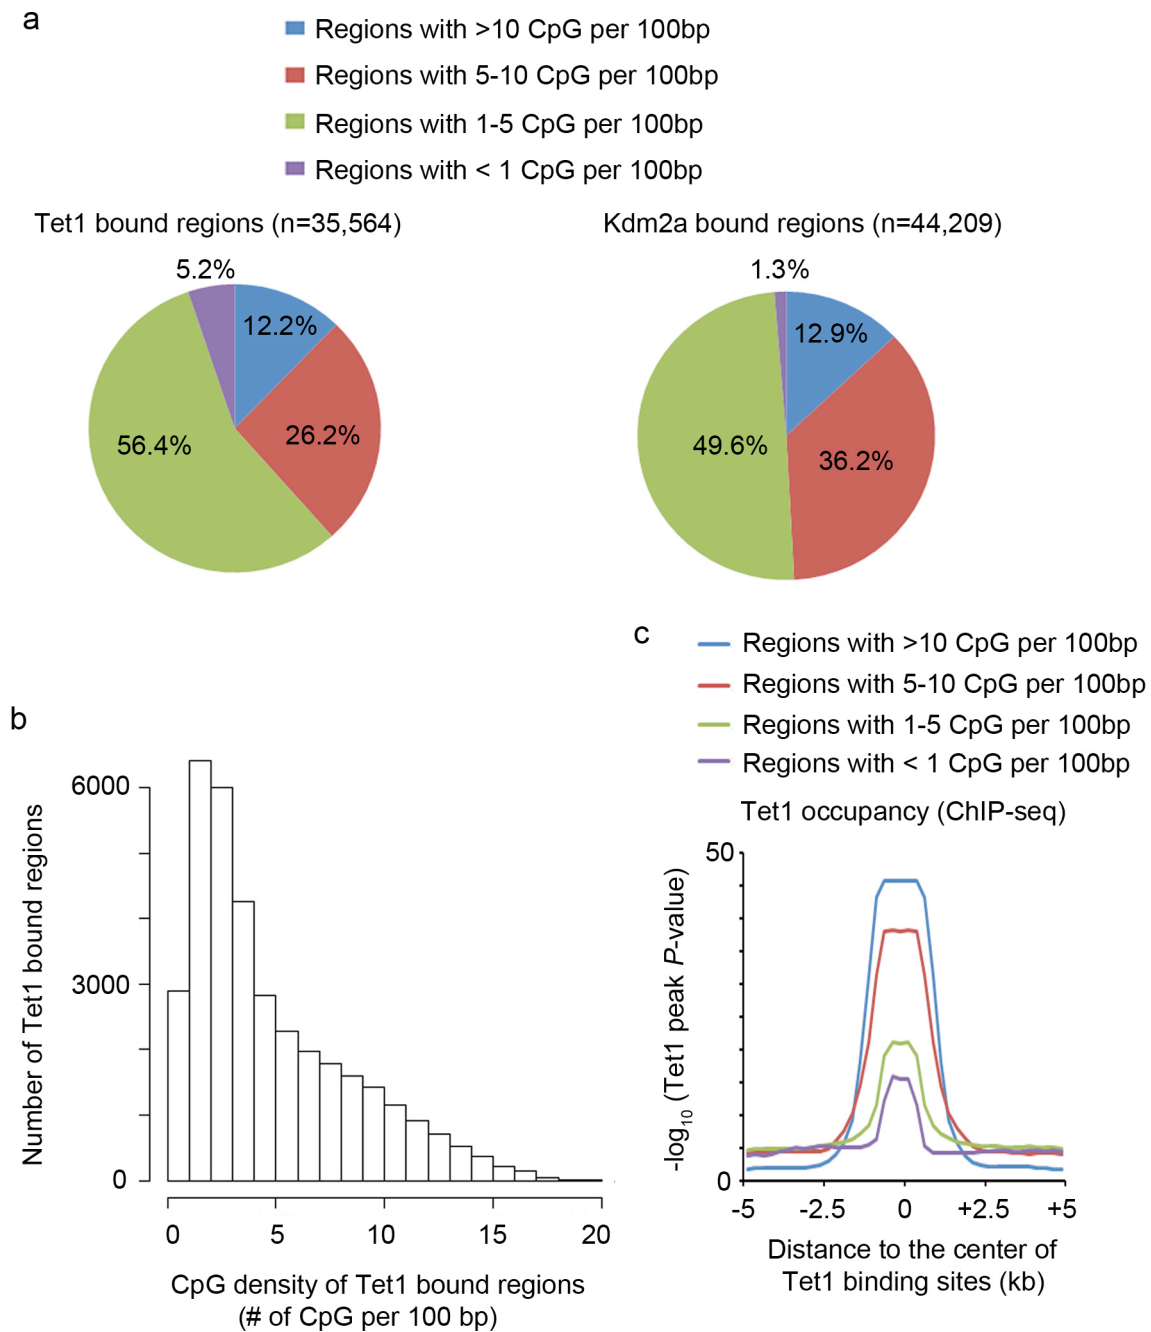 a
Regions with >10 CpG per 100bp
Regions with 5-10 CpG per 100bp
Regions with 1-5 CpG per 100bp
Regions with < 1 CpG per 100bp
Tet1 bound regions (n=35,564)
5.2%
12.2%
26.2%
56.4%
Kdm2a bound regions (n=44,209)
1.3%
12.9%
36.2%
49.6%
b
Number of Tet1 bound regions
6000
3000
0
0 5 10 15 20
CpG density of Tet1 bound regions
(# of CpG per 100 bp)
c
Regions with >10 CpG per 100bp
Regions with 5-10 CpG per 100bp
Regions with 1-5 CpG per 100bp
Regions with < 1 CpG per 100bp
Tet1 occupancy (ChIP-seq)
-log10 (Tet1 peak P-value)
50
0
-5 -2.5 0 +2.5 +5
Distance to the center of
Tet1 binding sites (kb)